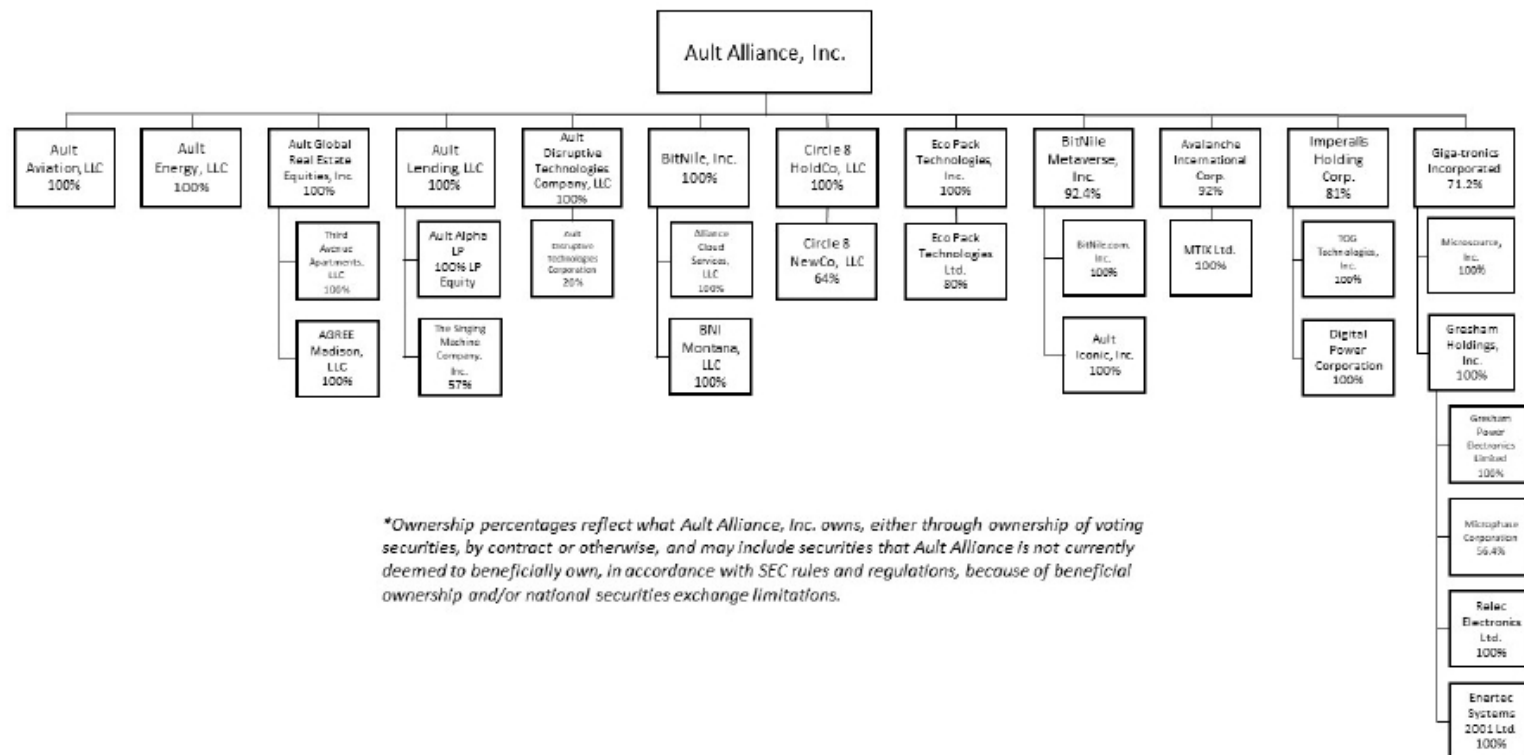 Ault Alliance, Inc.
Ault
Aviation, LLC
100%
Ault
Energy, LLC
100%
Ault Global
Real Estate
Equities, Inc.
100%
Ault
Lending, LLC
100%
Ault
Disruptive
Technologies
Company, LLC
100%
BitNile, Inc.
100%
Circle 8
HoldCo, LLC
100%
Eco Pack
Technologies,
Inc.
100%
BitNile
Metaverse,
Inc.
92.4%
Avalanche
International
Corp.
92%
Imperalis
Holding
Corp.
81%
Giga-tronics
Incorporated
71.2%
Third
Avenue
Apartments,
LLC
100%
Ault Alpha
LP
100% LP
Equity
Ault
Disruptive
Technologies
Corporation
20%
Alliance
Cloud
Services,
LLC
100%
Circle 8
NewCo, LLC
64%
Eco Pack
Technologies
Ltd.
80%
BitNile.com,
Inc.
100%
MTIX Ltd.
100%
TOG
Technologies,
Inc.
100%
Microsource,
Inc.
100%
AGREE
Madison,
LLC
100%
The Singing
Machine
Company,
Inc.
57%
BNI
Montana,
LLC
100%
Ault
Iconic, Inc.
100%
Digital
Power
Corporation
100%
Gresham
Holdings,
Inc.
100%
Gresham
Power
Electronics
Limited
100%
Microphase
Corporation
56.4%
Relec
Electronics
Ltd.
100%
Enertec
Systems
2001 Ltd.
100%
*Ownership percentages reflect what Ault Alliance, Inc. owns, either through ownership of voting
securities, by contract or otherwise, and may include securities that Ault Alliance is not currently
deemed to beneficially own, in accordance with SEC rules and regulations, because of beneficial
ownership and/or national securities exchange limitations.